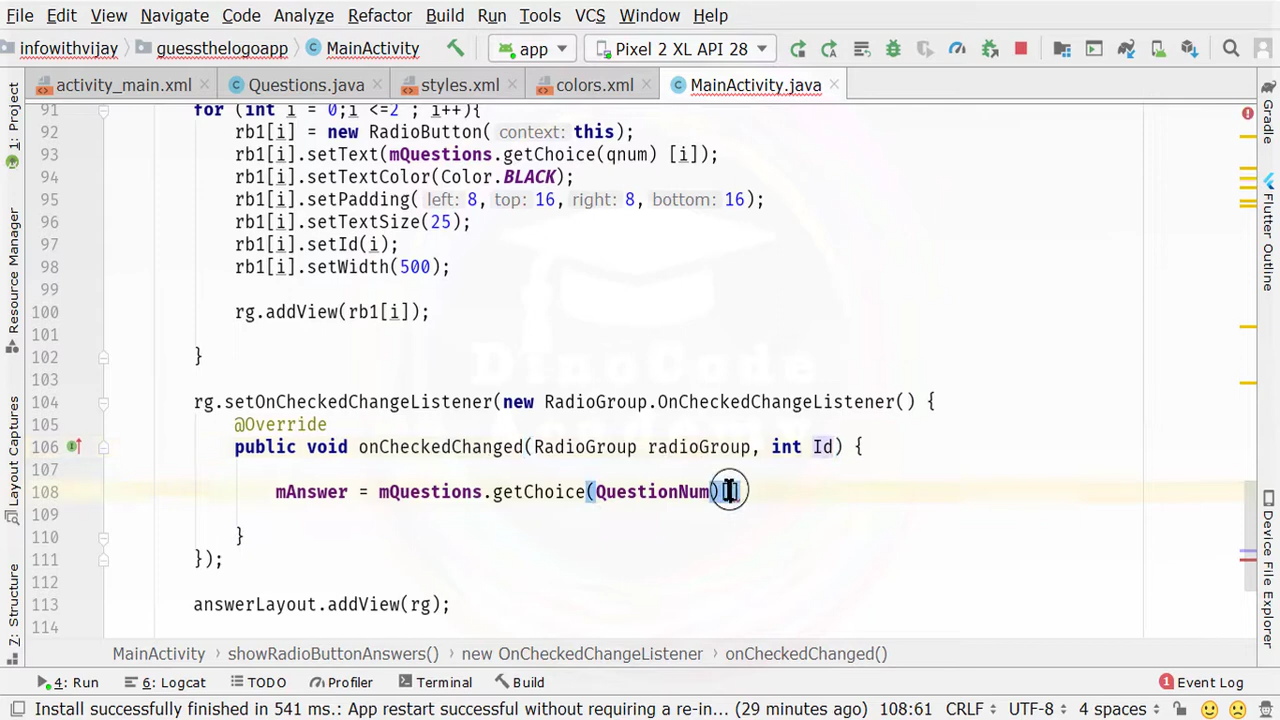 File Edit View Navigate Code Analyze Refactor Build Run Tools VCS Window Help
infowithvijay guessthelogoapp MainActivity app Pixel 2 XL API 28
activity_main.xml Questions.java styles.xml colors.xml MainActivity.java
1: Project
Resource Manager
Layout Captures
7: Structure
91 for (int i = 0;i <=2 ; i++){
92 rb1[i] = new RadioButton( context: this);
93 rb1[i].setText(mQuestions.getChoice(qnum) [i]);
94 rb1[i].setTextColor(Color.BLACK);
95 rb1[i].setPadding( left: 8, top: 16, right: 8, bottom: 16);
96 rb1[i].setTextSize(25);
97 rb1[i].setId(i);
98 rb1[i].setWidth(500);
99
100 rg.addView(rb1[i]);
101
102 }
103
104 rg.setOnCheckedChangeListener(new RadioGroup.OnCheckedChangeListener() {
105 @Override
106 public void onCheckedChanged(RadioGroup radioGroup, int Id) {
107
108 mAnswer = mQuestions.getChoice(QuestionNum)[]
109
110 }
111 });
112
113 answerLayout.addView(rg);
114
DinoCode
Academy
Gradle
Flutter Outline
Device File Explorer
MainActivity showRadioButtonAnswers() new OnCheckedChangeListener onCheckedChanged()
4: Run 6: Logcat TODO Profiler Terminal Build 1 Event Log
Install successfully finished in 541 ms.: App restart successful without requiring a re-in... (29 minutes ago) 108:61 CRLF UTF-8 4 spaces